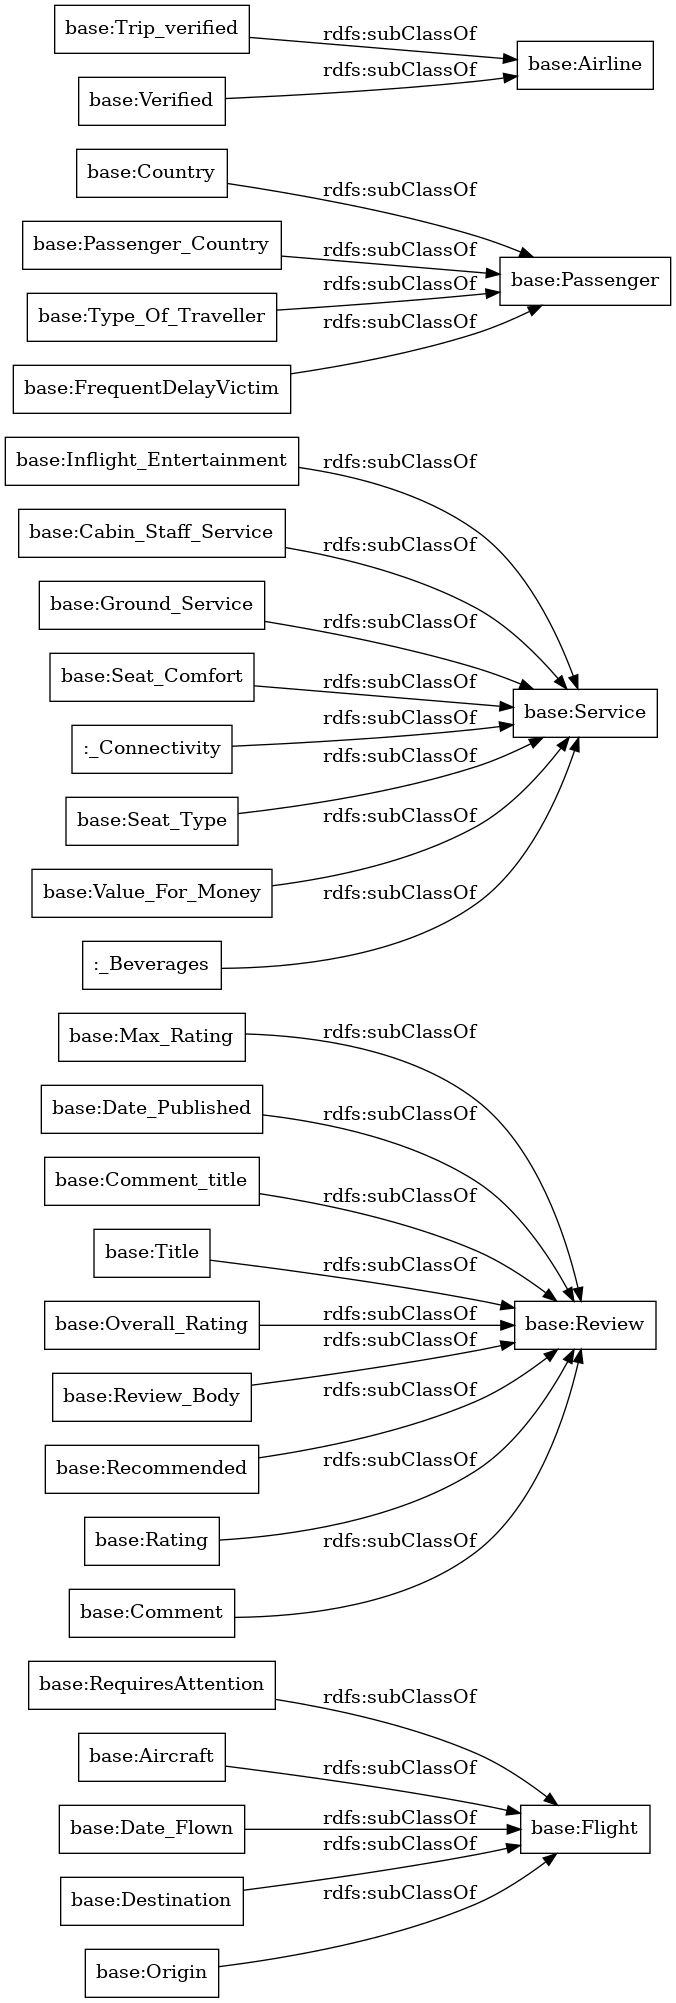 base:Trip_verified
rdfs:subClassOf
base:Airline
rdfs:subClassOf
base:Verified
base:Country
rdfs:subClassOf
base:Passenger_Country
rdfs:subClassOf
base:Passenger
rdfs:subClassOf
base:Type_Of_Traveller
rdfs:subClassOf
base:FrequentDelayVictim
base:Inflight_Entertainment
rdfs:subClassOf
base:Cabin_Staff_Service
rdfs:subClassOf
base:Ground_Service
rdfs:subClassOf
base:Seat_Comfort
rdfs:subClassOf
base:Service
:_Connectivity
rdfs:subClassOf
rdfs:subClassOf
base:Seat_Type
rdfs:subClassOf
base:Value_For_Money
rdfs:subClassOf
:_Beverages
base:Max_Rating
rdfs:subClassOf
base:Date_Published
rdfs:subClassOf
base:Comment_title
rdfs:subClassOf
base:Title
rdfs:subClassOf
base:Overall_Rating
rdfs:subClassOf
base:Review
rdfs:subClassOf
base:Review_Body
rdfs:subClassOf
base:Recommended
rdfs:subClassOf
base:Rating
rdfs:subClassOf
base:Comment
base:RequiresAttention
rdfs:subClassOf
base:Aircraft
rdfs:subClassOf
base:Date_Flown
rdfs:subClassOf
base:Flight
rdfs:subClassOf
base:Destination
rdfs:subClassOf
base:Origin